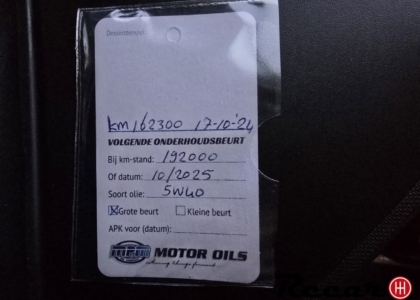 km 162300 17-10-'24
VOLGENDE ONDERHOUDSBEURT
Bij km-stand: 192000
Of datum: 10/2025
Soort olie: 5W40
☒ Grote beurt ☐ Kleine beurt
APK voor (datum):
MPM MOTOR OILS